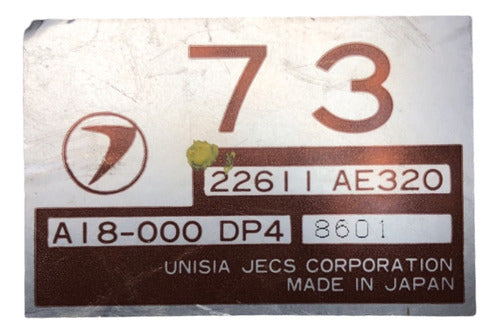 73
22611 AE320
A18-000 DP4 8601
UNISIA JECS CORPORATION
MADE IN JAPAN